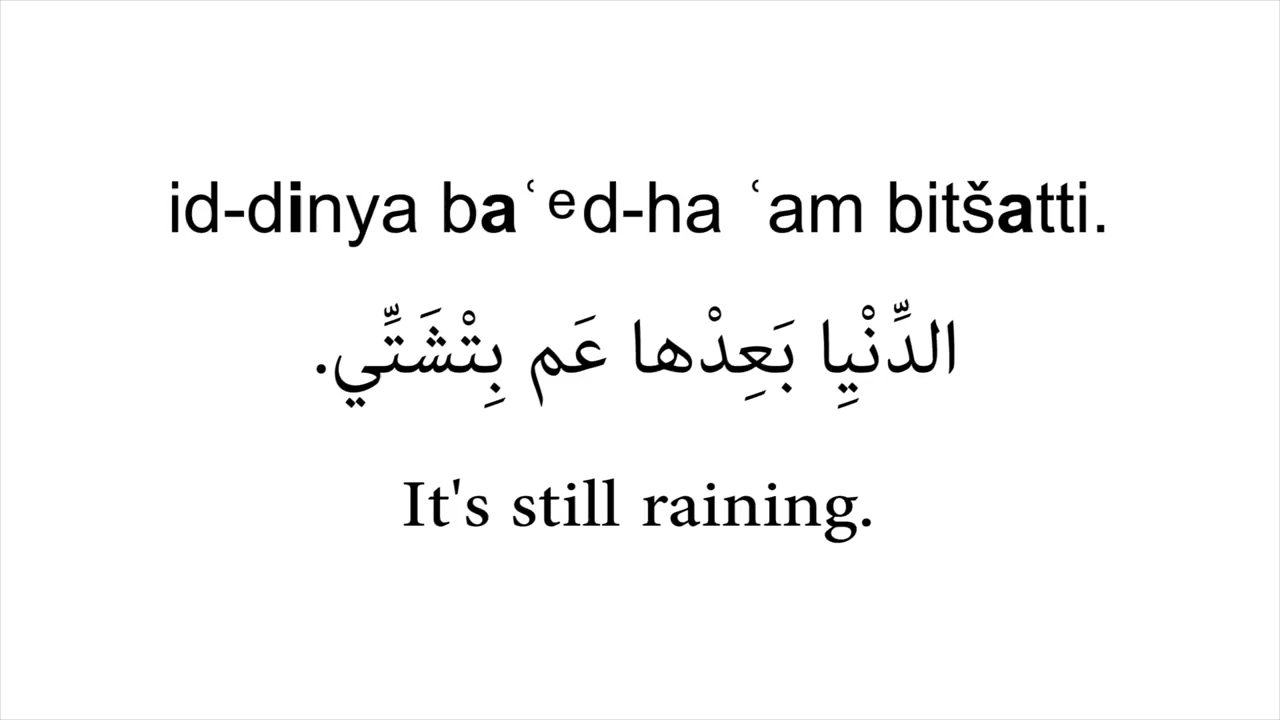 id-dinya baʿᵉd-ha ʿam bitšatti.
الدِّنْيِا بَعِدْها عَم بِتْشَتِّي.
It's still raining.